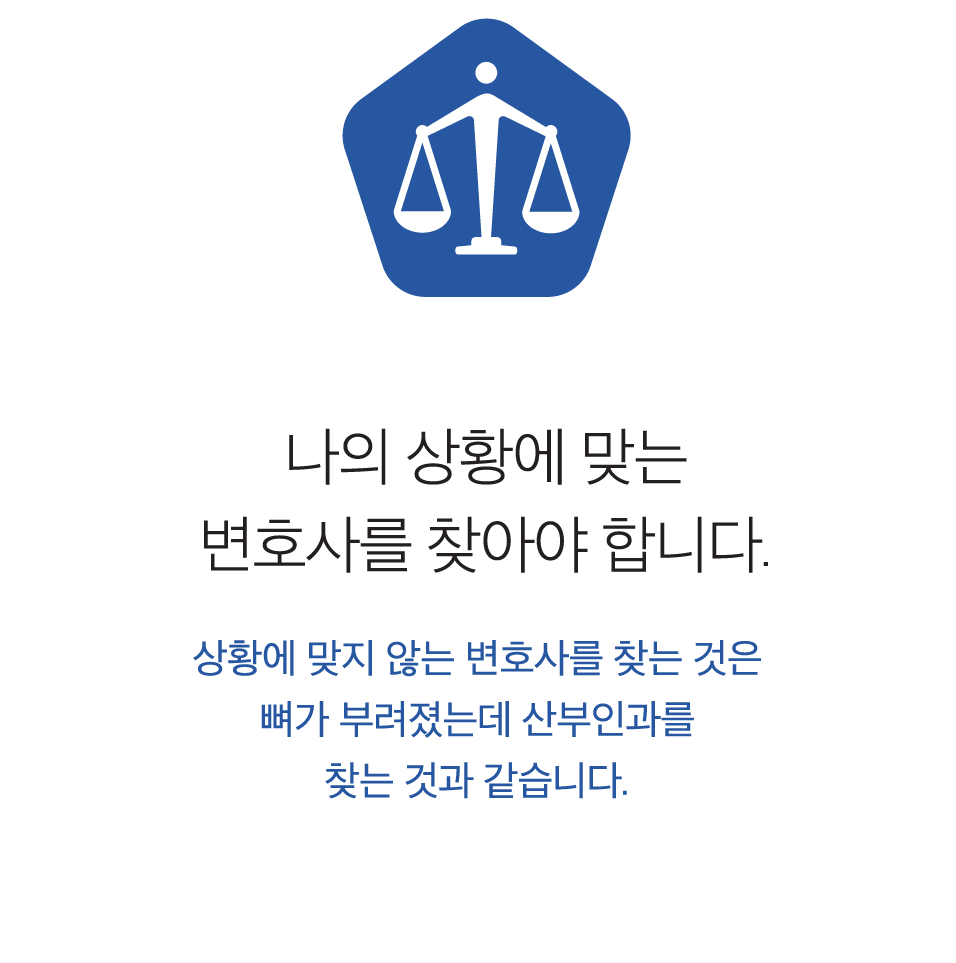 나의 상황에 맞는
변호사를 찾아야 합니다.
상황에 맞지 않는 변호사를 찾는 것은
뼈가 부려졌는데 산부인과를
찾는 것과 같습니다.